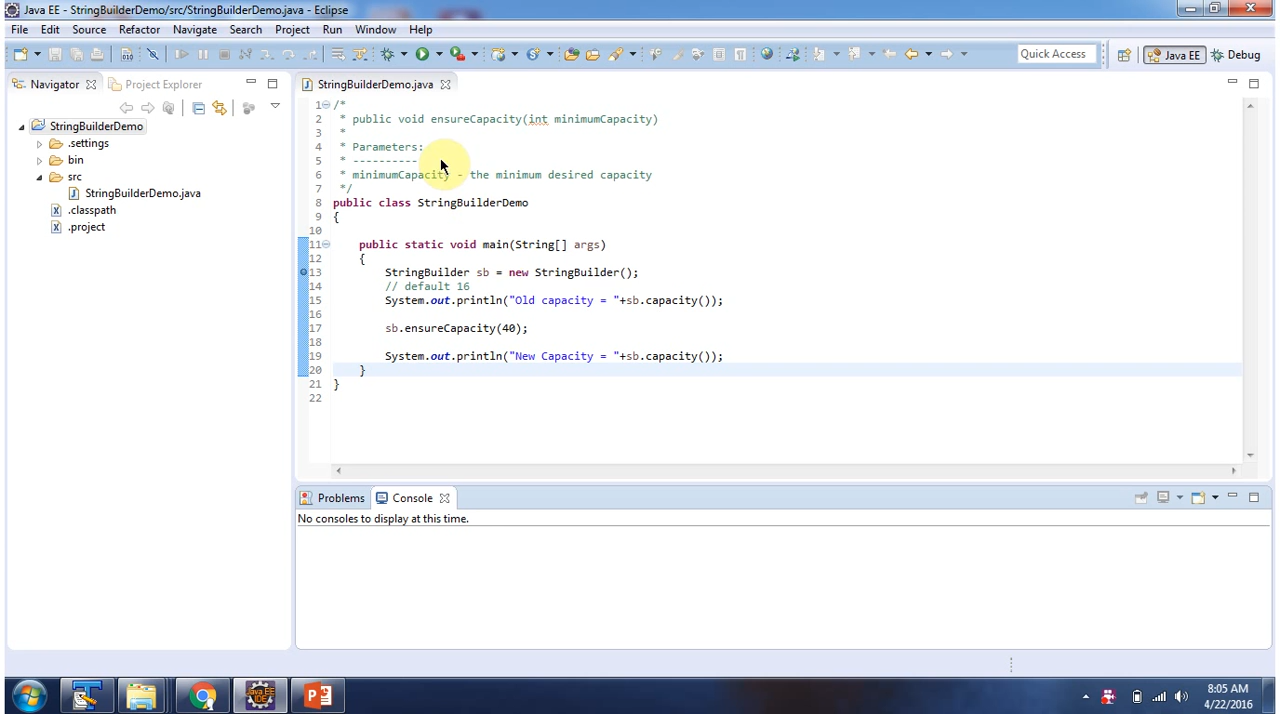 Java EE - StringBuilderDemo/src/StringBuilderDemo.java - Eclipse
File Edit Source Refactor Navigate Search Project Run Window Help
Quick Access Java EE Debug
Navigator Project Explorer
StringBuilderDemo
.settings
bin
src
StringBuilderDemo.java
.classpath
.project
StringBuilderDemo.java
1 /*
2 * public void ensureCapacity(int minimumCapacity)
3 *
4 * Parameters:
5 * ----------
6 * minimumCapacity - the minimum desired capacity
7 */
8 public class StringBuilderDemo
9 {
10
11 public static void main(String[] args)
12 {
13 StringBuilder sb = new StringBuilder();
14 // default 16
15 System.out.println("Old capacity = "+sb.capacity());
16
17 sb.ensureCapacity(40);
18
19 System.out.println("New Capacity = "+sb.capacity());
20 }
21 }
22
Problems Console
No consoles to display at this time.
Java EE
IDE
8:05 AM
4/22/2016